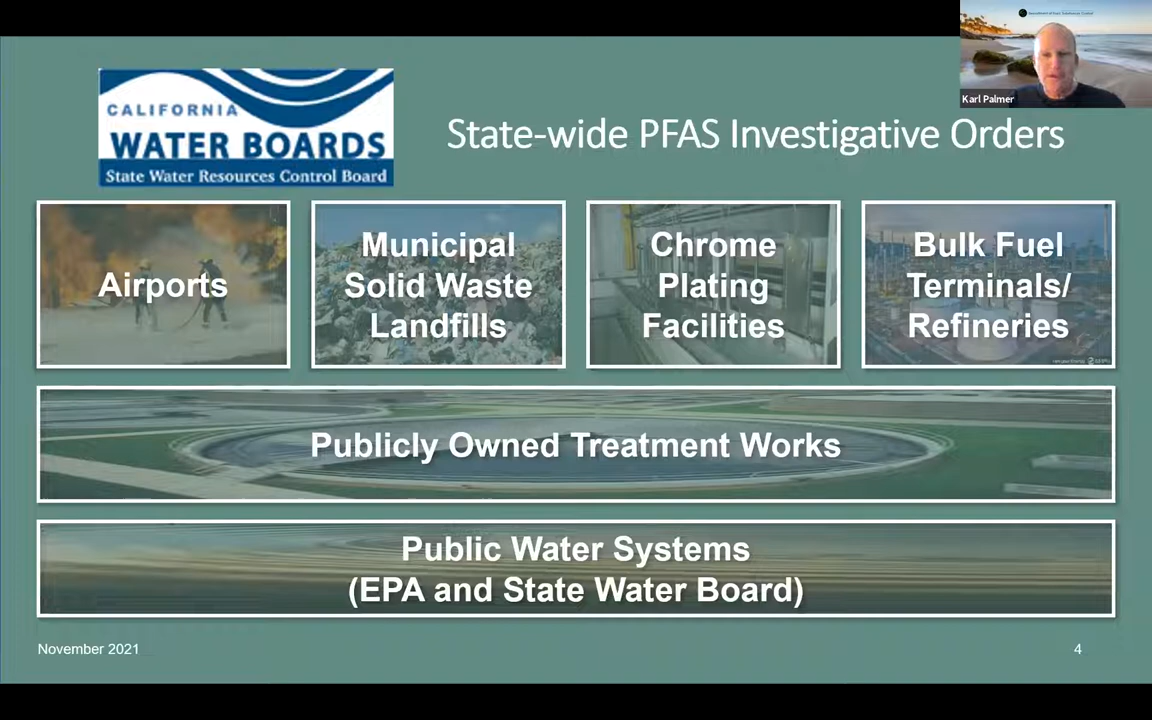 Karl Palmer
CALIFORNIA
WATER BOARDS
State Water Resources Control Board
State-wide PFAS Investigative Orders
Airports
Municipal
Solid Waste
Landfills
Chrome
Plating
Facilities
Bulk Fuel
Terminals/
Refineries
Publicly Owned Treatment Works
Public Water Systems
(EPA and State Water Board)
November 2021
4